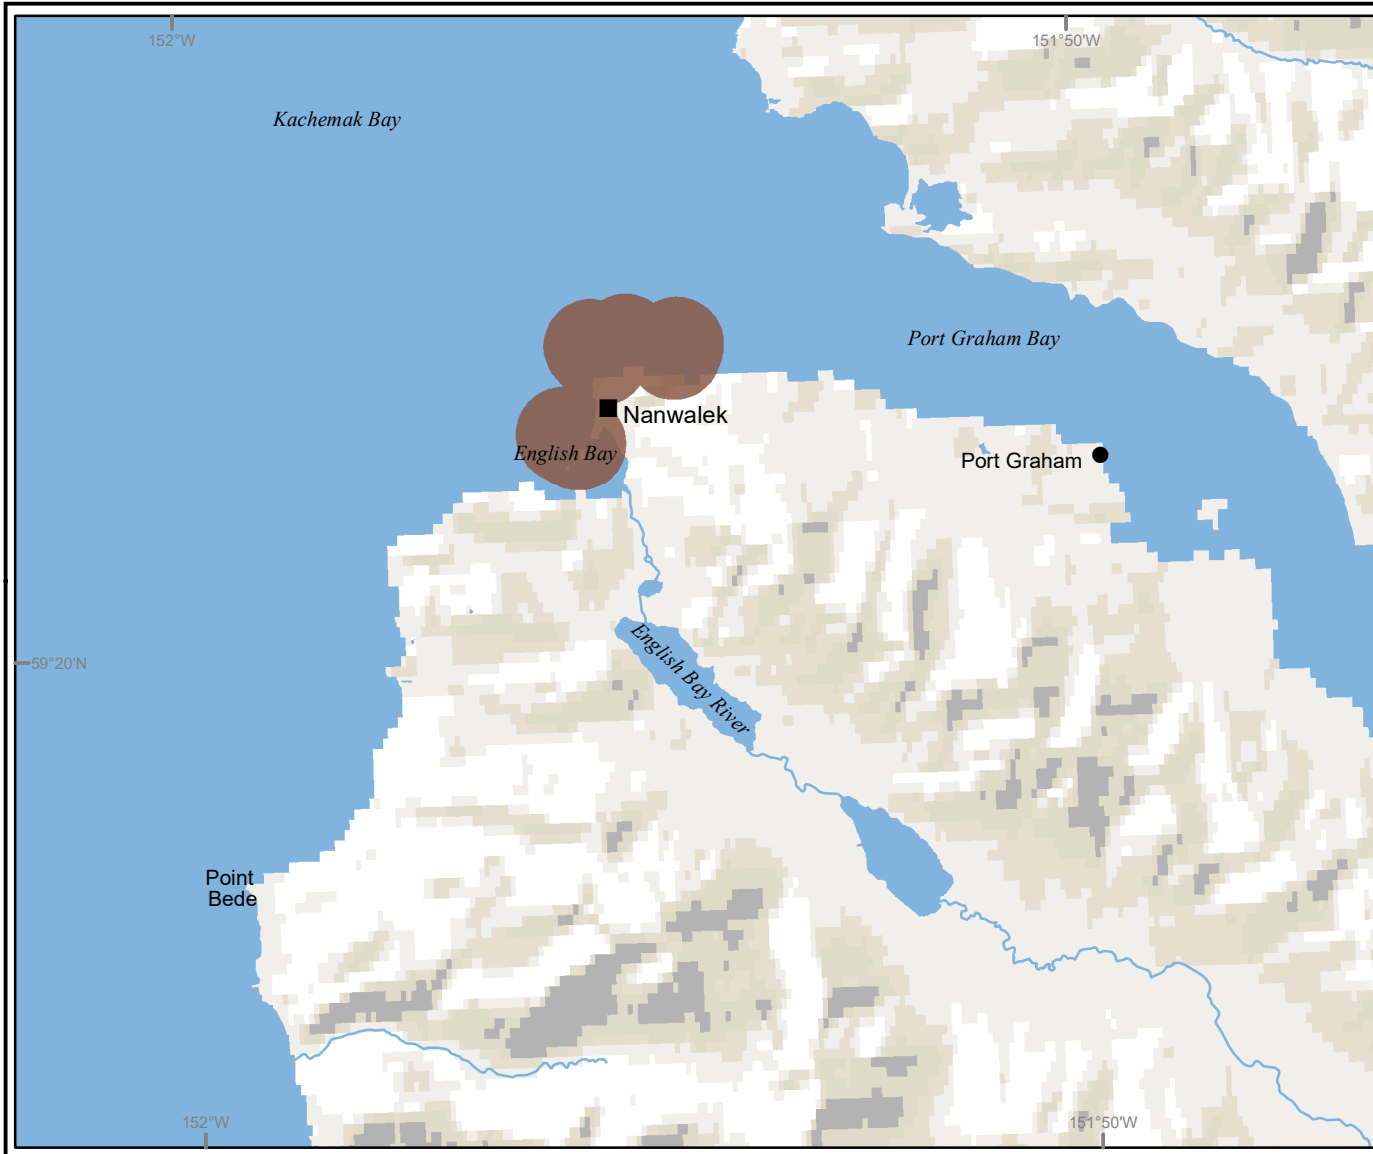 152°W
151°50'W
Kachemak Bay
Port Graham Bay
Nanwalek
English Bay
Port Graham
English Bay River
59°20'N
Point
Bede
152°W
151°50'W